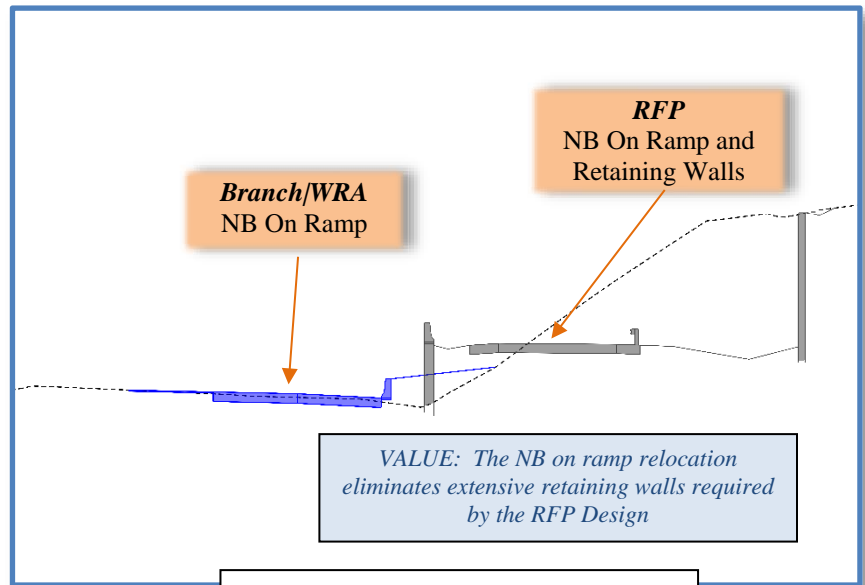 RFP
NB On Ramp and
Retaining Walls
Branch/WRA
NB On Ramp
VALUE: The NB on ramp relocation
eliminates extensive retaining walls required
by the RFP Design